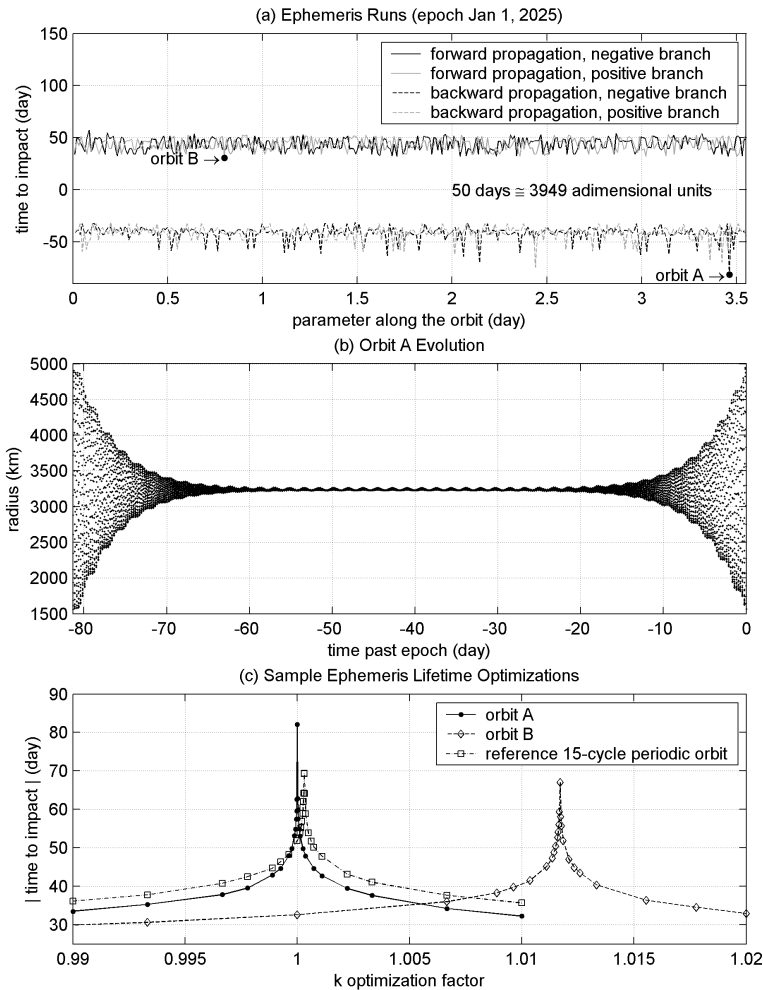 (a) Ephemeris Runs (epoch Jan 1, 2025)
150
100
50
0
-50
time to impact (day)
forward propagation, negative branch
forward propagation, positive branch
backward propagation, negative branch
backward propagation, positive branch
orbit B
50 days ≅ 3949 adimensional units
orbit A
0 0.5 1 1.5 2 2.5 3 3.5
parameter along the orbit (day)
(b) Orbit A Evolution
5000
4500
4000
3500
3000
2500
2000
1500
radius (km)
-80 -70 -60 -50 -40 -30 -20 -10 0
time past epoch (day)
(c) Sample Ephemeris Lifetime Optimizations
90
80
70
60
50
40
30
| time to impact | (day)
orbit A
orbit B
reference 15-cycle periodic orbit
0.99 0.995 1 1.005 1.01 1.015 1.02
k optimization factor